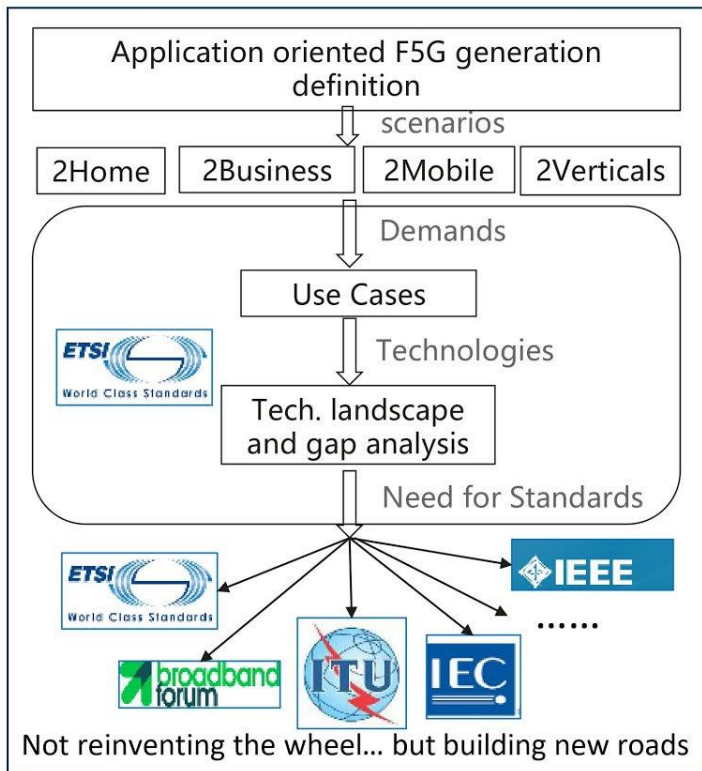 Application oriented F5G generation
definition
scenarios
2Home
2Business
2Mobile
2Verticals
Demands
Use Cases
ETSI
World Class Standards
Technologies
Tech. landscape
and gap analysis
Need for Standards
ETSI
World Class Standards
IEEE
......
broadband
forum
ITU
IEC
Not reinventing the wheel... but building new roads